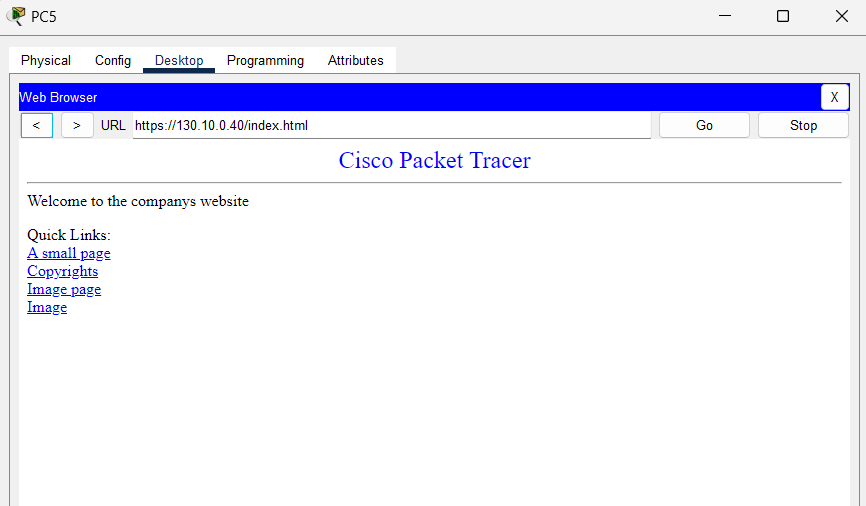 PC5
Physical Config Desktop Programming Attributes
Web Browser X
< > URL https://130.10.0.40/index.html Go Stop
Cisco Packet Tracer
Welcome to the companys website
Quick Links:
A small page
Copyrights
Image page
Image